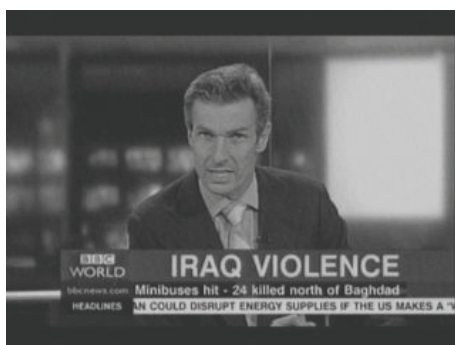 BBC
WORLD
IRAQ VIOLENCE
bbcnews.com
Minibuses hit - 24 killed north of Baghdad
HEADLINES
AN COULD DISRUPT ENERGY SUPPLIES IF THE US MAKES A "W